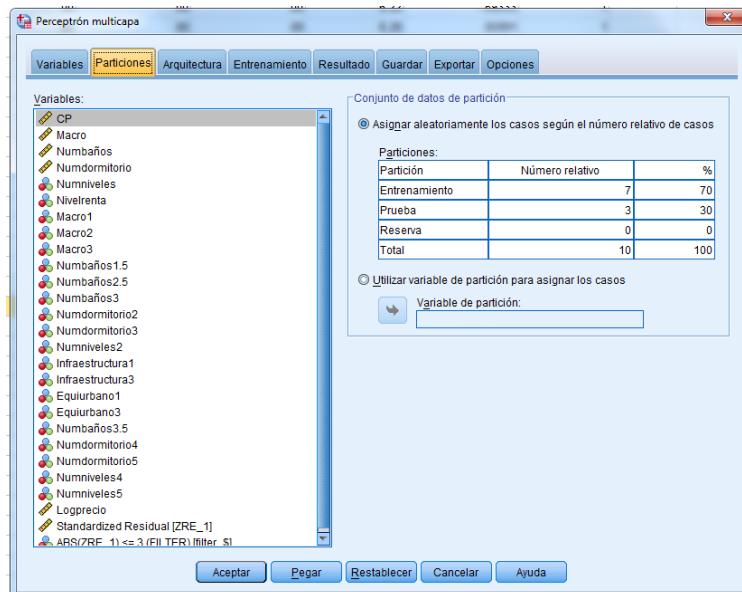 Perceptrón multicapa
Variables Particiones Arquitectura Entrenamiento Resultado Guardar Exportar Opciones
Variables:
CP
Macro
Numbaños
Numdormitorio
Numniveles
Nivelrenta
Macro1
Macro2
Macro3
Numbaños1.5
Numbaños2.5
Numbaños3
Numdormitorio2
Numdormitorio3
Numniveles2
Infraestructura1
Infraestructura3
Equiurbano1
Equiurbano3
Numbaños3.5
Numdormitorio4
Numdormitorio5
Numniveles4
Numniveles5
Logprecio
Standardized Residual [ZRE_1]
ABS(ZRE_1) <= 3 (FILTER) [filter_$]
Conjunto de datos de partición
Asignar aleatoriamente los casos según el número relativo de casos
Particiones:
Partición Número relativo %
Entrenamiento 7 70
Prueba 3 30
Reserva 0 0
Total 10 100
Utilizar variable de partición para asignar los casos
Variable de partición:
Aceptar Pegar Restablecer Cancelar Ayuda